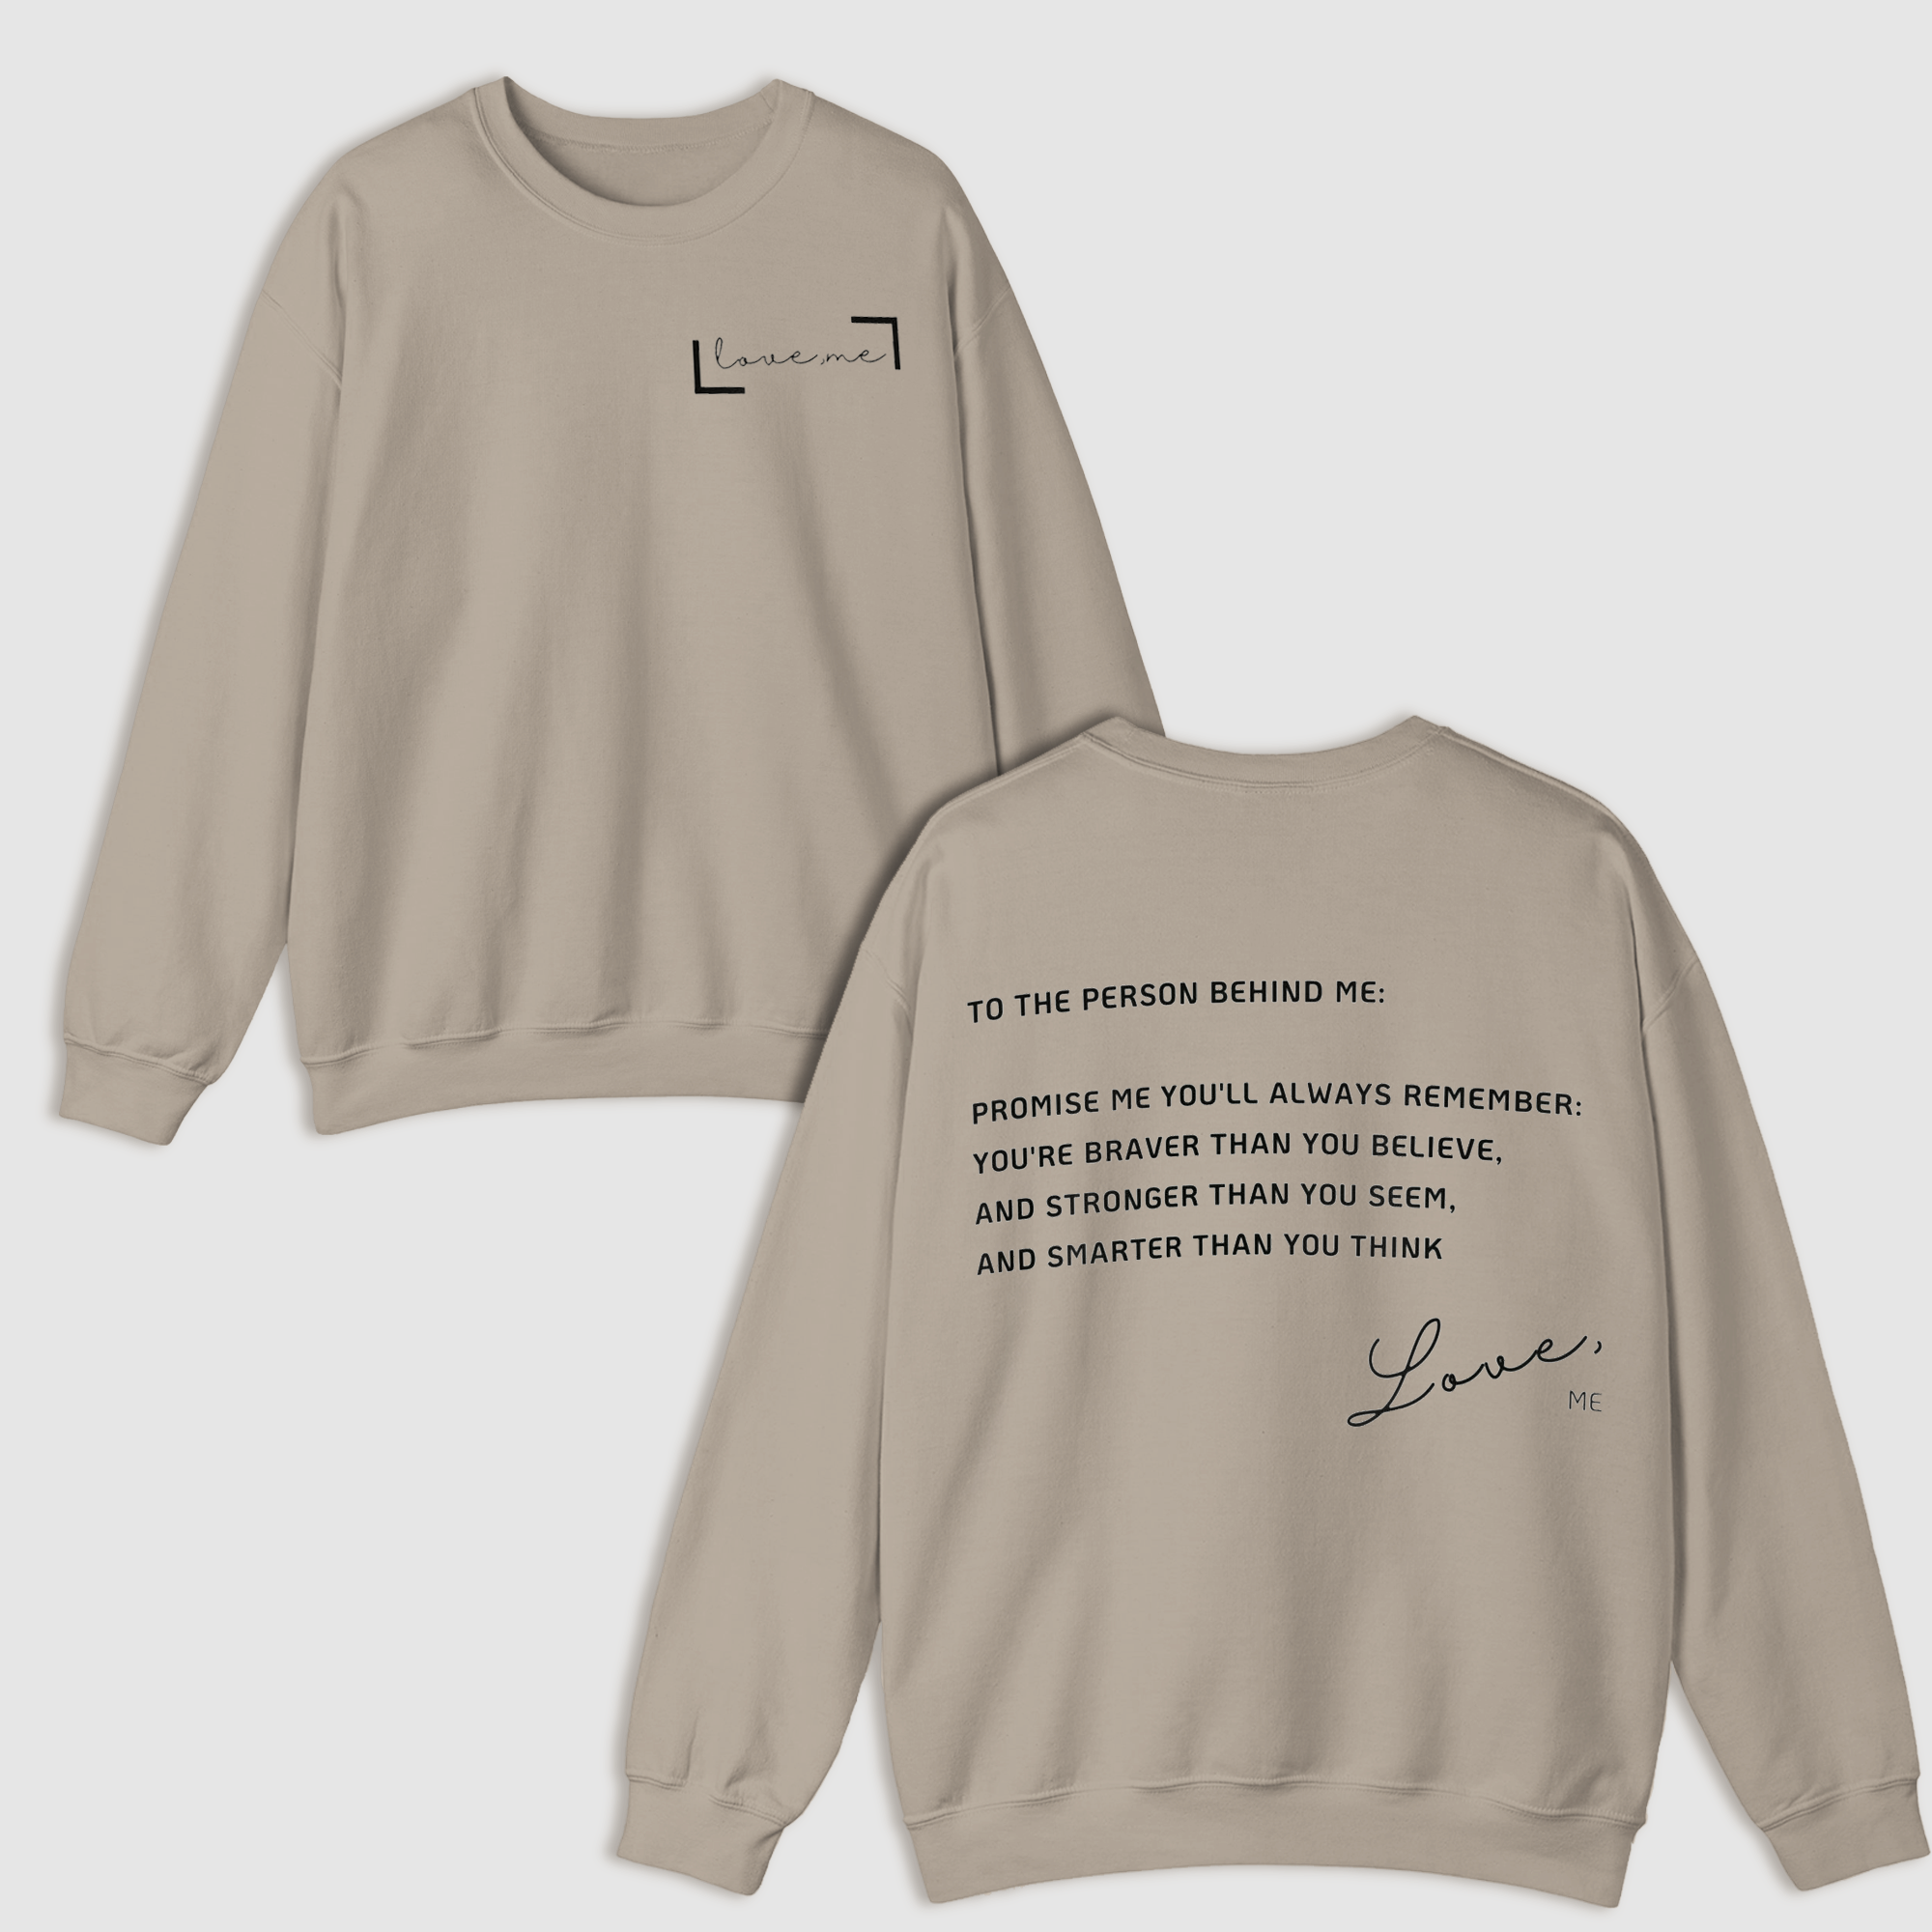 love,me
TO THE PERSON BEHIND ME:
PROMISE ME YOU'LL ALWAYS REMEMBER:
YOU'RE BRAVER THAN YOU BELIEVE,
AND STRONGER THAN YOU SEEM,
AND SMARTER THAN YOU THINK
Love,
ME